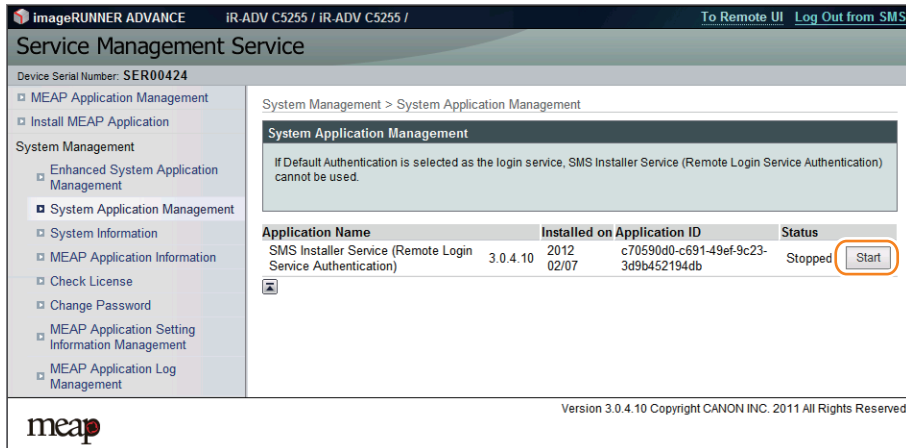 imageRUNNER ADVANCE iR-ADV C5255 / iR-ADV C5255 / To Remote UI Log Out from SMS
Service Management Service
Device Serial Number: SER00424
MEAP Application Management
Install MEAP Application
System Management
Enhanced System Application
Management
System Application Management
System Information
MEAP Application Information
Check License
Change Password
MEAP Application Setting
Information Management
MEAP Application Log
Management
System Management > System Application Management
System Application Management
If Default Authentication is selected as the login service, SMS Installer Service (Remote Login Service Authentication)
cannot be used.
Application Name Installed on Application ID Status
SMS Installer Service (Remote Login
Service Authentication) 3.0.4.10 2012
02/07 c70590d0-c691-49ef-9c23-
3d9b452194db Stopped Start
Version 3.0.4.10 Copyright CANON INC. 2011 All Rights Reserved
meap